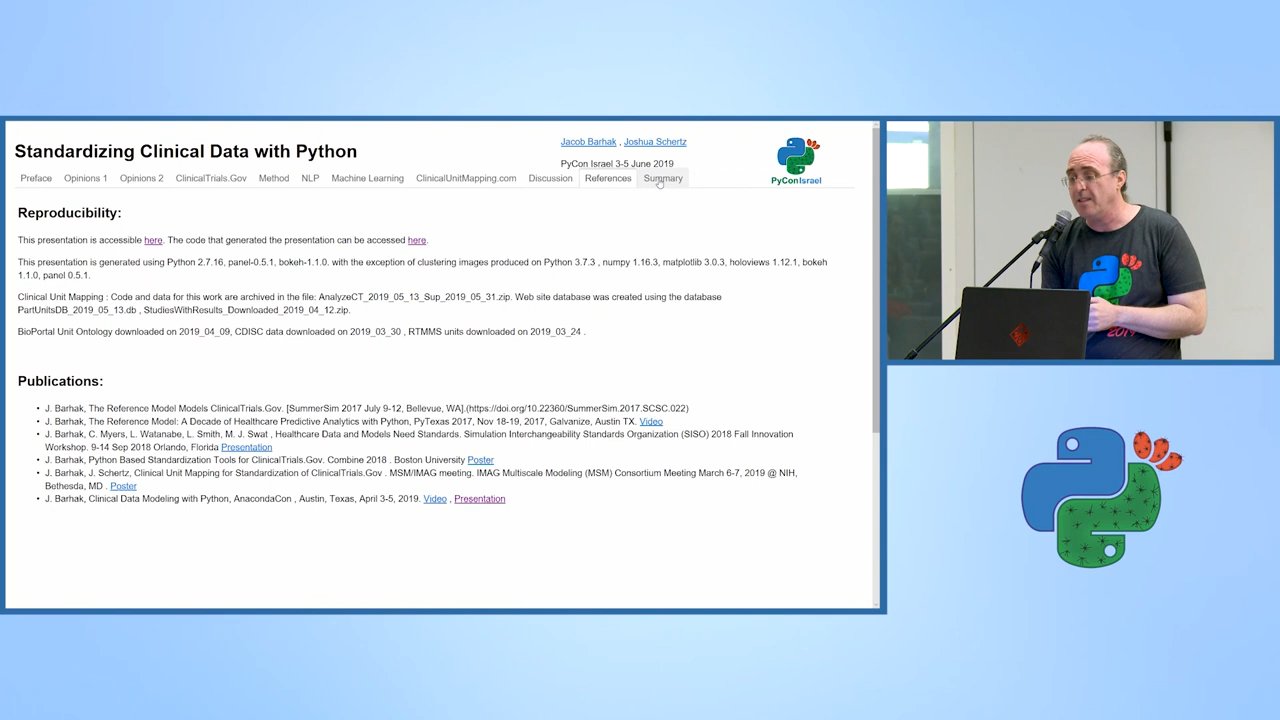 Standardizing Clinical Data with Python
Jacob Barhak , Joshua Schertz
PyCon Israel 3-5 June 2019
PyConIsrael
Preface Opinions 1 Opinions 2 ClinicalTrials.Gov Method NLP Machine Learning ClinicalUnitMapping.com Discussion References Summary
Reproducibility:
This presentation is accessible here. The code that generated the presentation can be accessed here.
This presentation is generated using Python 2.7.16, panel-0.5.1, bokeh-1.1.0. with the exception of clustering images produced on Python 3.7.3 , numpy 1.16.3, matplotlib 3.0.3, holoviews 1.12.1, bokeh
1.1.0, panel 0.5.1.
Clinical Unit Mapping : Code and data for this work are archived in the file: AnalyzeCT_2019_05_13_Sup_2019_05_31.zip. Web site database was created using the database
PartUnitsDB_2019_05_13.db , StudiesWithResults_Downloaded_2019_04_12.zip.
BioPortal Unit Ontology downloaded on 2019_04_09, CDISC data downloaded on 2019_03_30 , RTMMS units downloaded on 2019_03_24 .
Publications:
• J. Barhak, The Reference Model Models ClinicalTrials.Gov. [SummerSim 2017 July 9-12, Bellevue, WA].(https://doi.org/10.22360/SummerSim.2017.SCSC.022)
• J. Barhak, The Reference Model: A Decade of Healthcare Predictive Analytics with Python, PyTexas 2017, Nov 18-19, 2017, Galvanize, Austin TX. Video
• J. Barhak, C. Myers, L. Watanabe, L. Smith, M. J. Swat , Healthcare Data and Models Need Standards. Simulation Interchangeability Standards Organization (SISO) 2018 Fall Innovation
Workshop. 9-14 Sep 2018 Orlando, Florida Presentation
• J. Barhak, Python Based Standardization Tools for ClinicalTrials.Gov. Combine 2018 . Boston University Poster
• J. Barhak, J. Schertz, Clinical Unit Mapping for Standardization of ClinicalTrials.Gov . MSM/IMAG meeting. IMAG Multiscale Modeling (MSM) Consortium Meeting March 6-7, 2019 @ NIH,
Bethesda, MD . Poster
• J. Barhak, Clinical Data Modeling with Python, AnacondaCon , Austin, Texas, April 3-5, 2019. Video , Presentation
2019